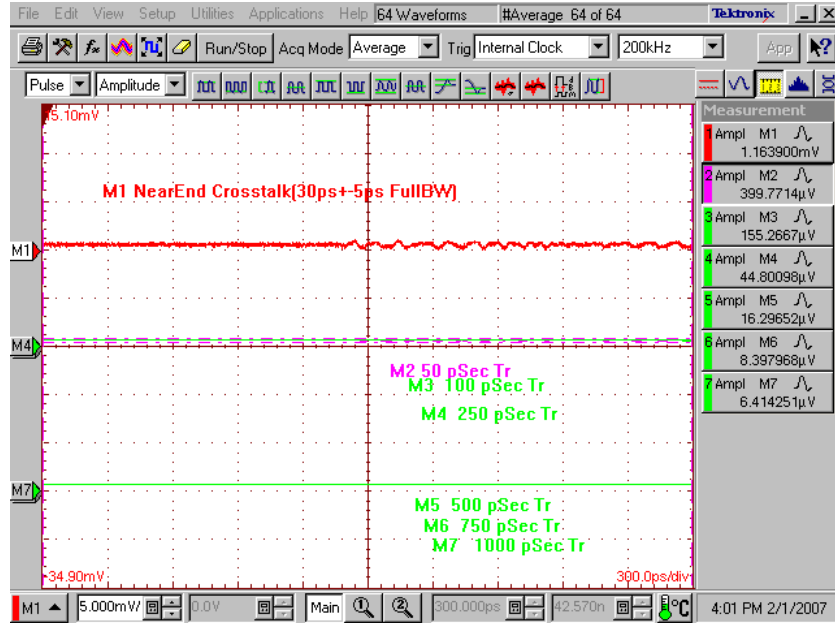 File Edit View Setup Utilities Applications Help 64 Waveforms #Average 64 of 64 Tektronix
Run/Stop Acq Mode Average Trig Internal Clock 200kHz App
Pulse Amplitude
5.10mV
M1 NearEnd Crosstalk(30ps+-5ps FullBW)
M1
M4
M2 50 pSec Tr
M3 100 pSec Tr
M4 250 pSec Tr
M7
M5 500 pSec Tr
M6 750 pSec Tr
M7 1000 pSec Tr
-34.90mV
300.0ps/div
Measurement
1 Ampl M1
1.163900mV
2 Ampl M2
399.7714µV
3 Ampl M3
155.2667µV
4 Ampl M4
44.80098µV
5 Ampl M5
16.29652µV
6 Ampl M6
8.397968µV
7 Ampl M7
6.414251µV
M1 5.000mV/ 0.0V Main 300.000ps 42.570n °C 4:01 PM 2/1/2007